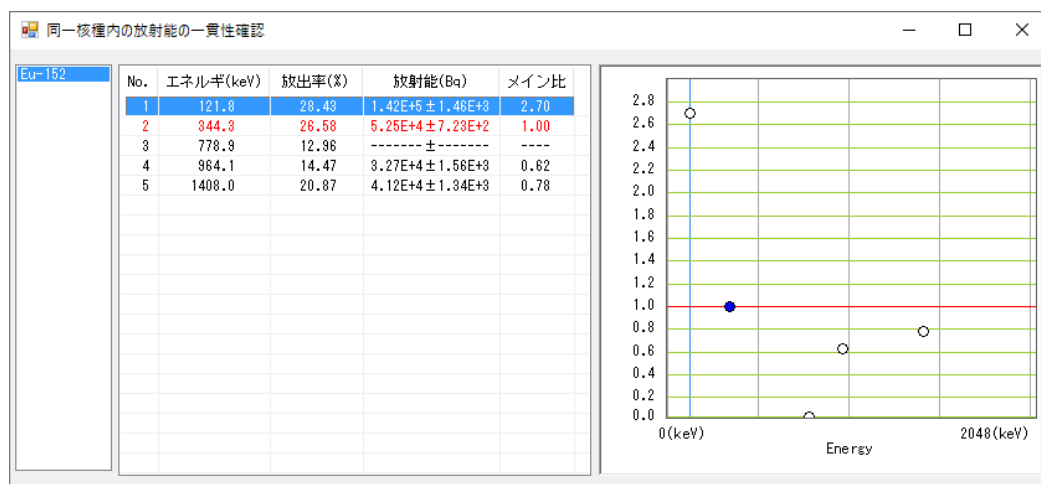 同一核種内の放射能の一貫性確認
Eu-152
No. エネルギ(keV) 放出率(%) 放射能(Bq) メイン比
1 121.8 28.43 1.42E+5±1.46E+3 2.70
2 344.3 26.58 5.25E+4±7.23E+2 1.00
3 778.9 12.96 -------±------- ----
4 964.1 14.47 3.27E+4±1.56E+3 0.62
5 1408.0 20.87 4.12E+4±1.34E+3 0.78
2.8
2.6
2.4
2.2
2.0
1.8
1.6
1.4
1.2
1.0
0.8
0.6
0.4
0.2
0.0
0(keV) 2048(keV)
Energy